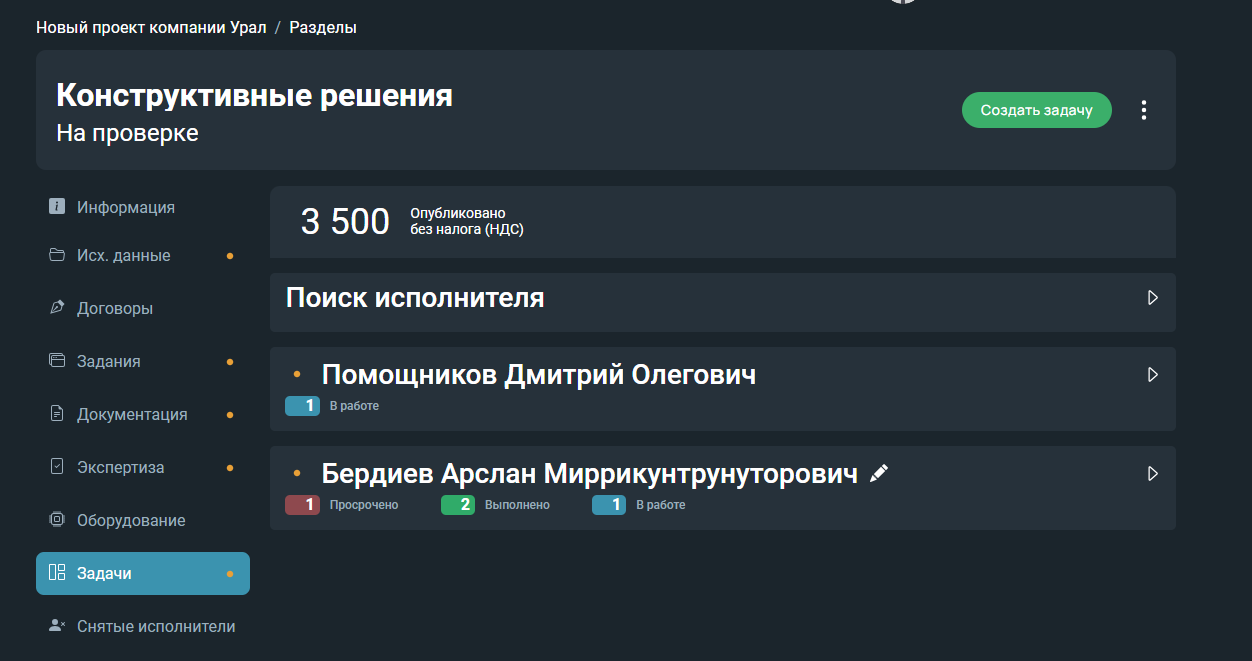 Новый проект компании Урал / Разделы
Конструктивные решения
На проверке
Создать задачу
Информация
Исх. данные
Договоры
Задания
Документация
Экспертиза
Оборудование
Задачи
Снятые исполнители
3 500
Опубликовано
без налога (НДС)
Поиск исполнителя
Помощников Дмитрий Олегович
1 В работе
Бердиев Арслан Миррикунтрунуторович
1 Просрочено 2 Выполнено 1 В работе